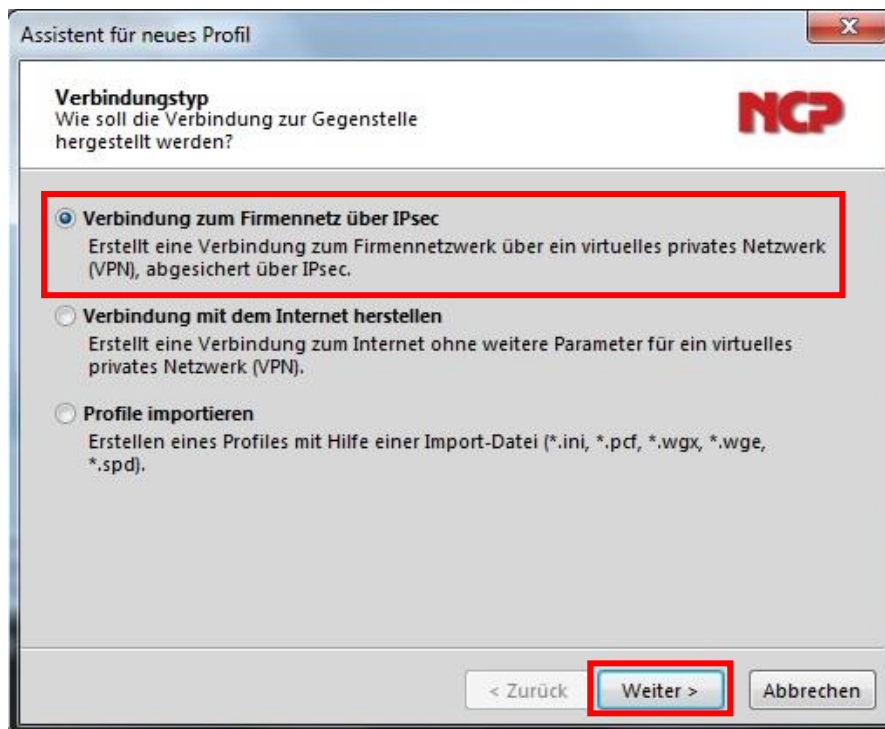 Assistent für neues Profil
X
Verbindungstyp
Wie soll die Verbindung zur Gegenstelle
hergestellt werden?
NCP
Verbindung zum Firmennetz über IPsec
Erstellt eine Verbindung zum Firmennetzwerk über ein virtuelles privates Netzwerk
(VPN), abgesichert über IPsec.
Verbindung mit dem Internet herstellen
Erstellt eine Verbindung zum Internet ohne weitere Parameter für ein virtuelles
privates Netzwerk (VPN).
Profile importieren
Erstellen eines Profiles mit Hilfe einer Import-Datei (*.ini, *.pcf, *.wgx, *.wge,
*.spd).
< Zurück Weiter > Abbrechen